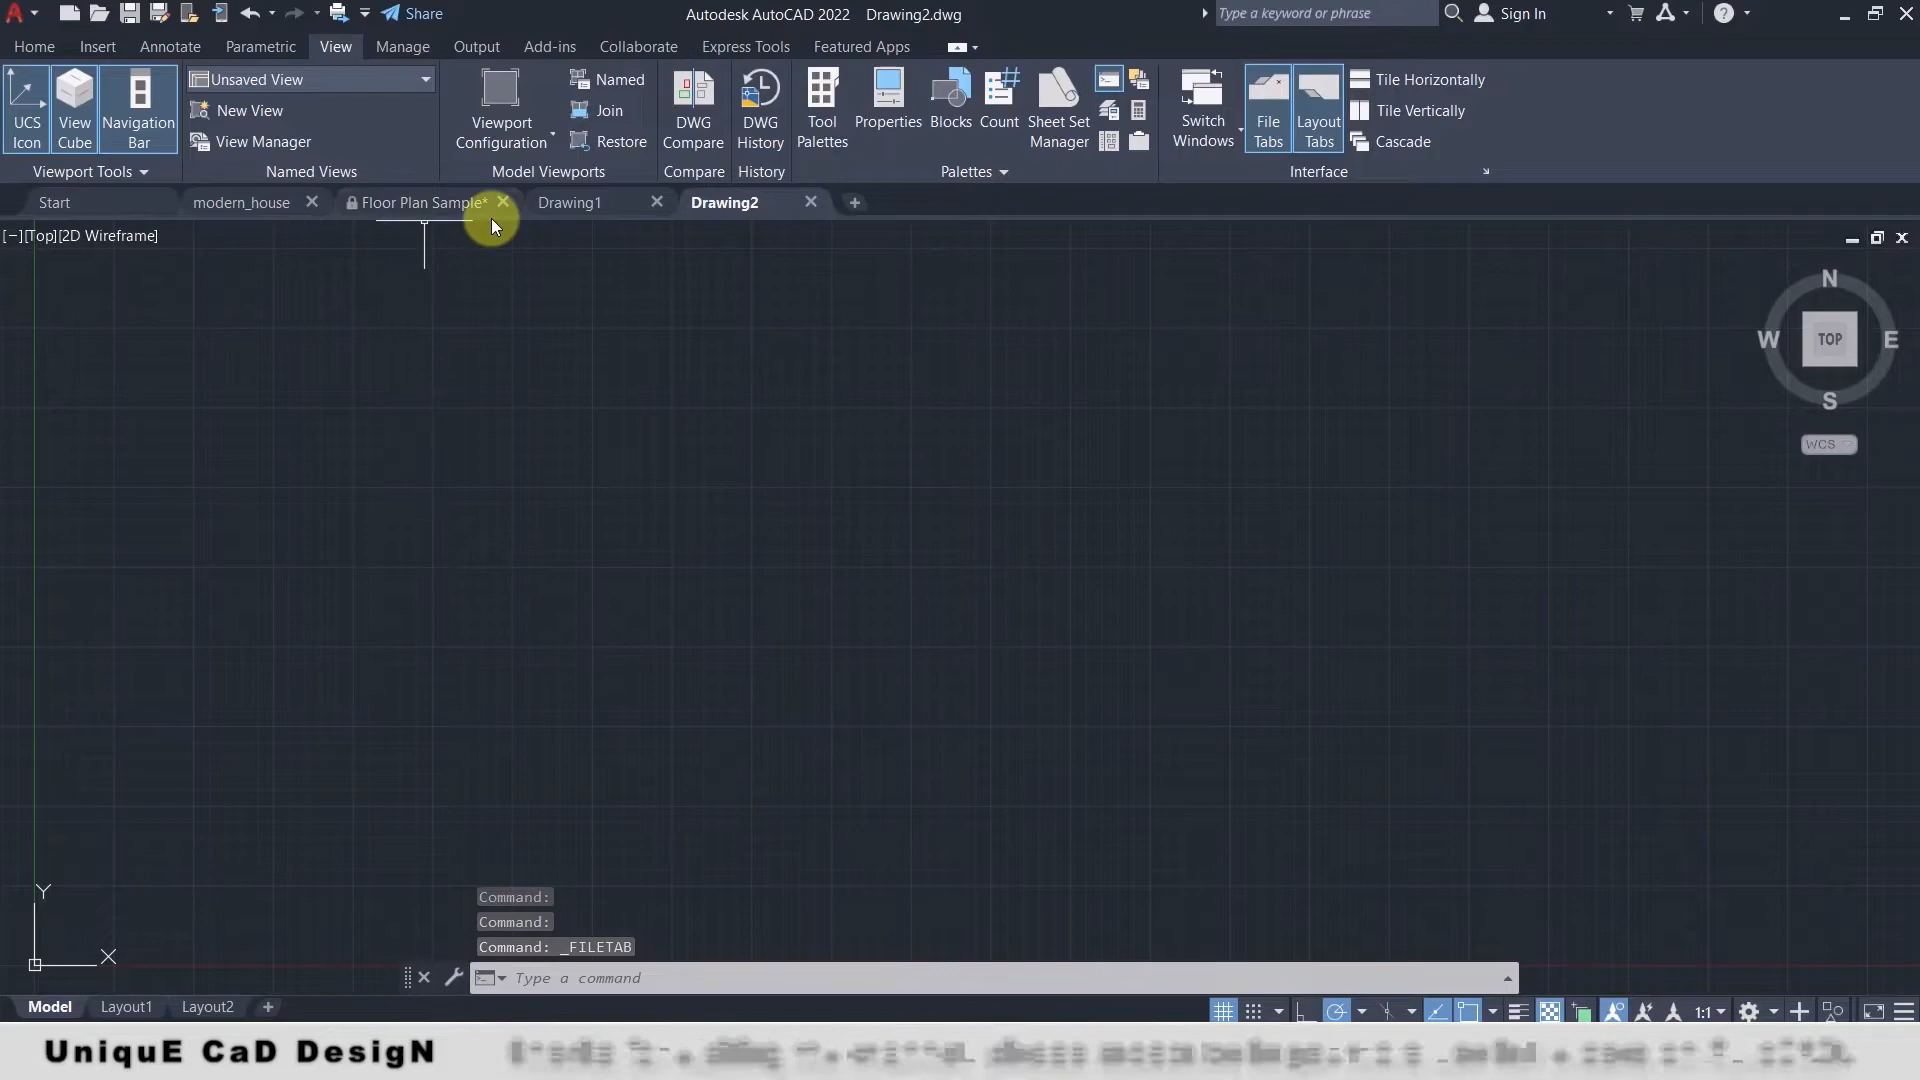 Share
Autodesk AutoCAD 2022 Drawing2.dwg
Type a keyword or phrase
Sign In
Home Insert Annotate Parametric View Manage Output Add-ins Collaborate Express Tools Featured Apps
UCS Icon
View Cube
Navigation Bar
Viewport Tools
Unsaved View
New View
View Manager
Named Views
Viewport Configuration
Named
Join
Restore
Model Viewports
DWG Compare
Compare
DWG History
History
Tool Palettes
Properties
Blocks
Count
Sheet Set Manager
Palettes
Switch Windows
File Tabs
Layout Tabs
Tile Horizontally
Tile Vertically
Cascade
Interface
Start modern_house Floor Plan Sample* Drawing1 Drawing2
[−][Top][2D Wireframe]
N
W TOP E
S
WCS
Y
X
Command:
Command:
Command: _FILETAB
Type a command
Model Layout1 Layout2
1:1
UniquE CaD DesigN